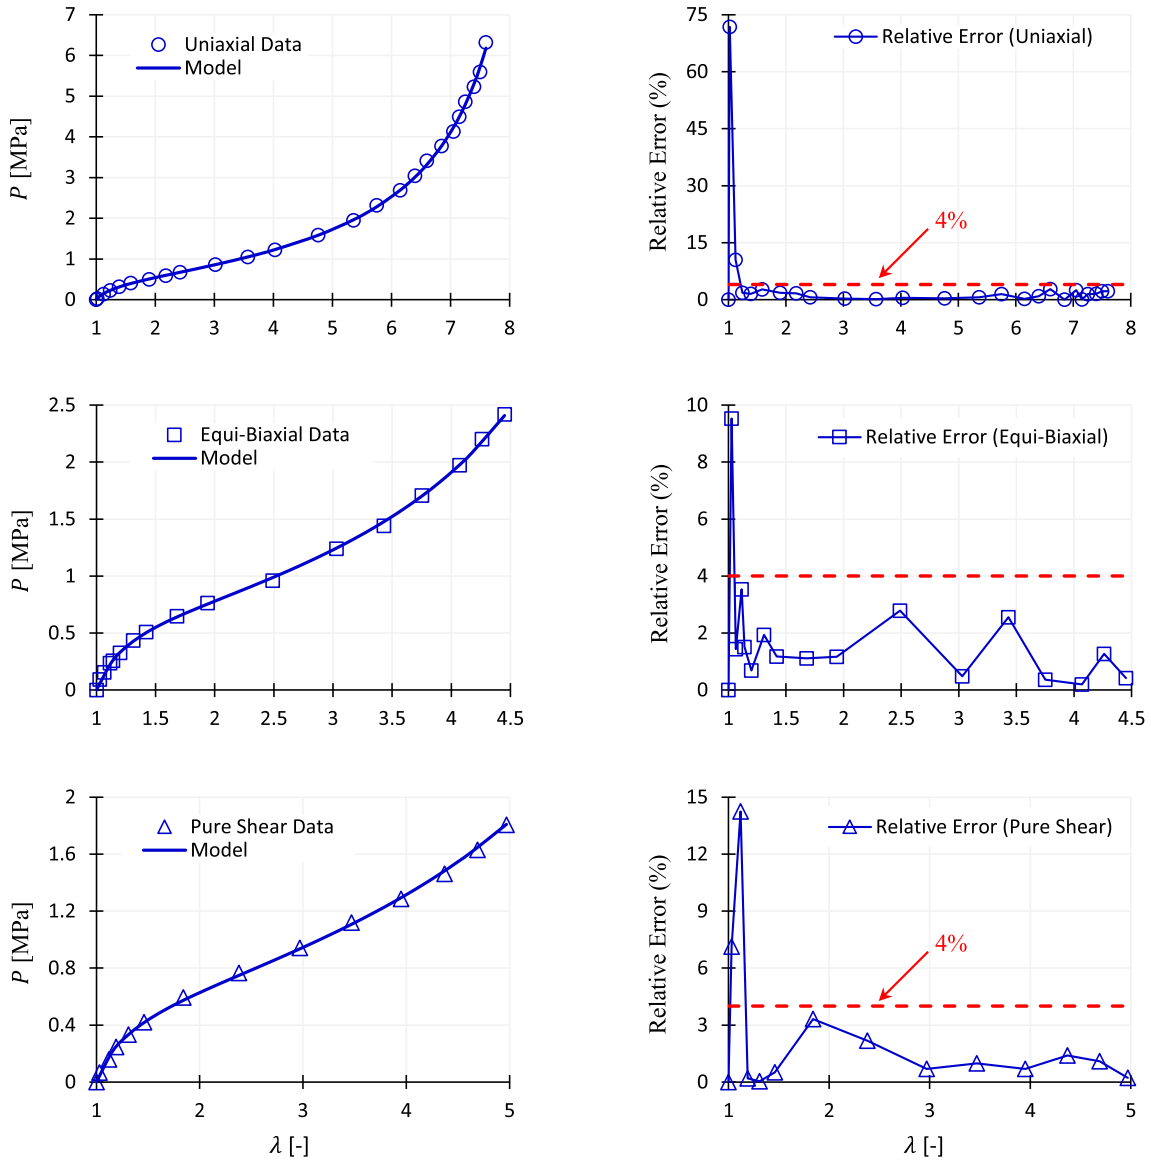 7
6
5
4
3
2
1
0
1 2 3 4 5 6 7 8
P [MPa]
Uniaxial Data
Model
75
60
45
30
15
0
1 2 3 4 5 6 7 8
Relative Error (%)
Relative Error (Uniaxial)
4%
2.5
2
1.5
1
0.5
0
1 1.5 2 2.5 3 3.5 4 4.5
P [MPa]
Equi-Biaxial Data
Model
10
8
6
4
2
0
1 1.5 2 2.5 3 3.5 4 4.5
Relative Error (%)
Relative Error (Equi-Biaxial)
2
1.6
1.2
0.8
0.4
0
1 2 3 4 5
P [MPa]
λ [-]
Pure Shear Data
Model
15
12
9
6
3
0
1 2 3 4 5
Relative Error (%)
λ [-]
Relative Error (Pure Shear)
4%